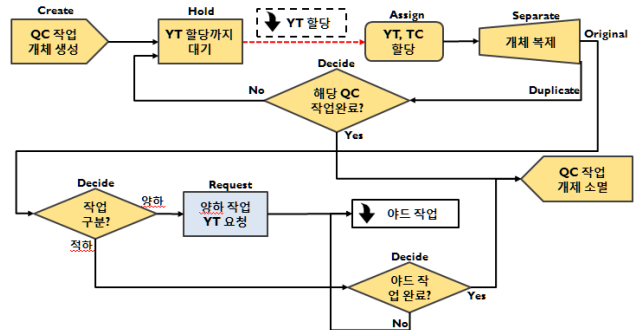 Create
QC 작업
개체 생성
Hold
YT 할당까지
대기
YT 할당
Assign
YT, TC
할당
Separate
개체 복제
Original
Duplicate
Decide
해당 QC
작업완료?
No
Yes
QC 작업
개제 소멸
Decide
작업
구분?
양하
적하
Request
양하 작업
YT 요청
야드 작업
Decide
야드 작
업 완료?
Yes
No